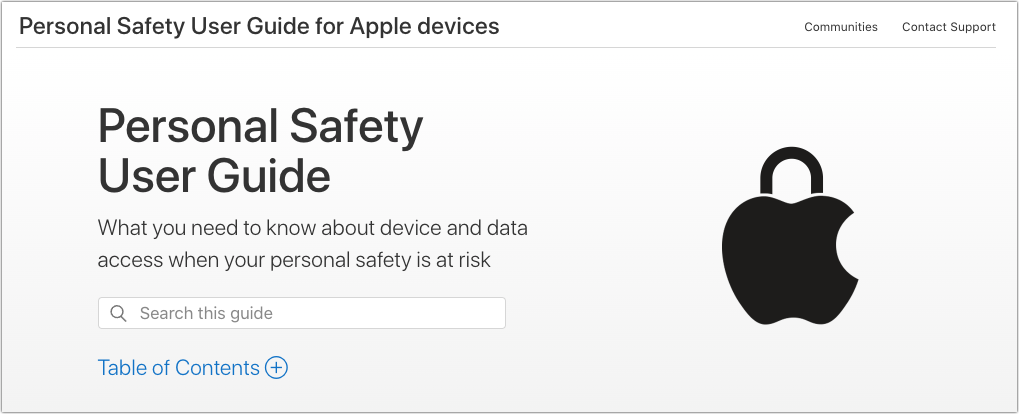 Personal Safety User Guide for Apple devices
Communities
Contact Support
Personal Safety
User Guide
What you need to know about device and data
access when your personal safety is at risk
Search this guide
Table of Contents